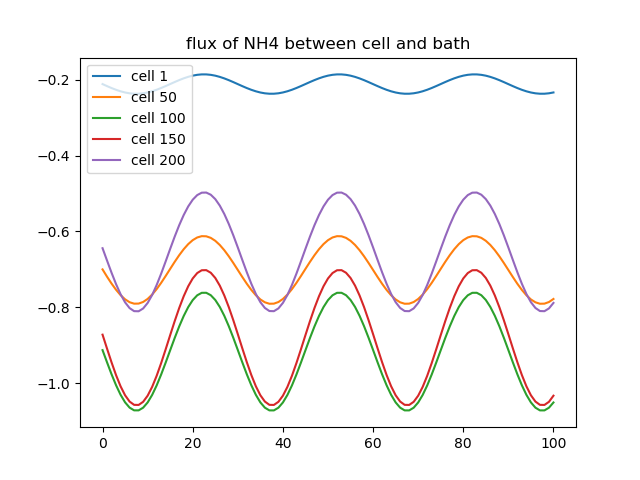 flux of NH4 between cell and bath
cell 1
cell 50
cell 100
cell 150
cell 200
−0.2
−0.4
−0.6
−0.8
−1.0
0 20 40 60 80 100